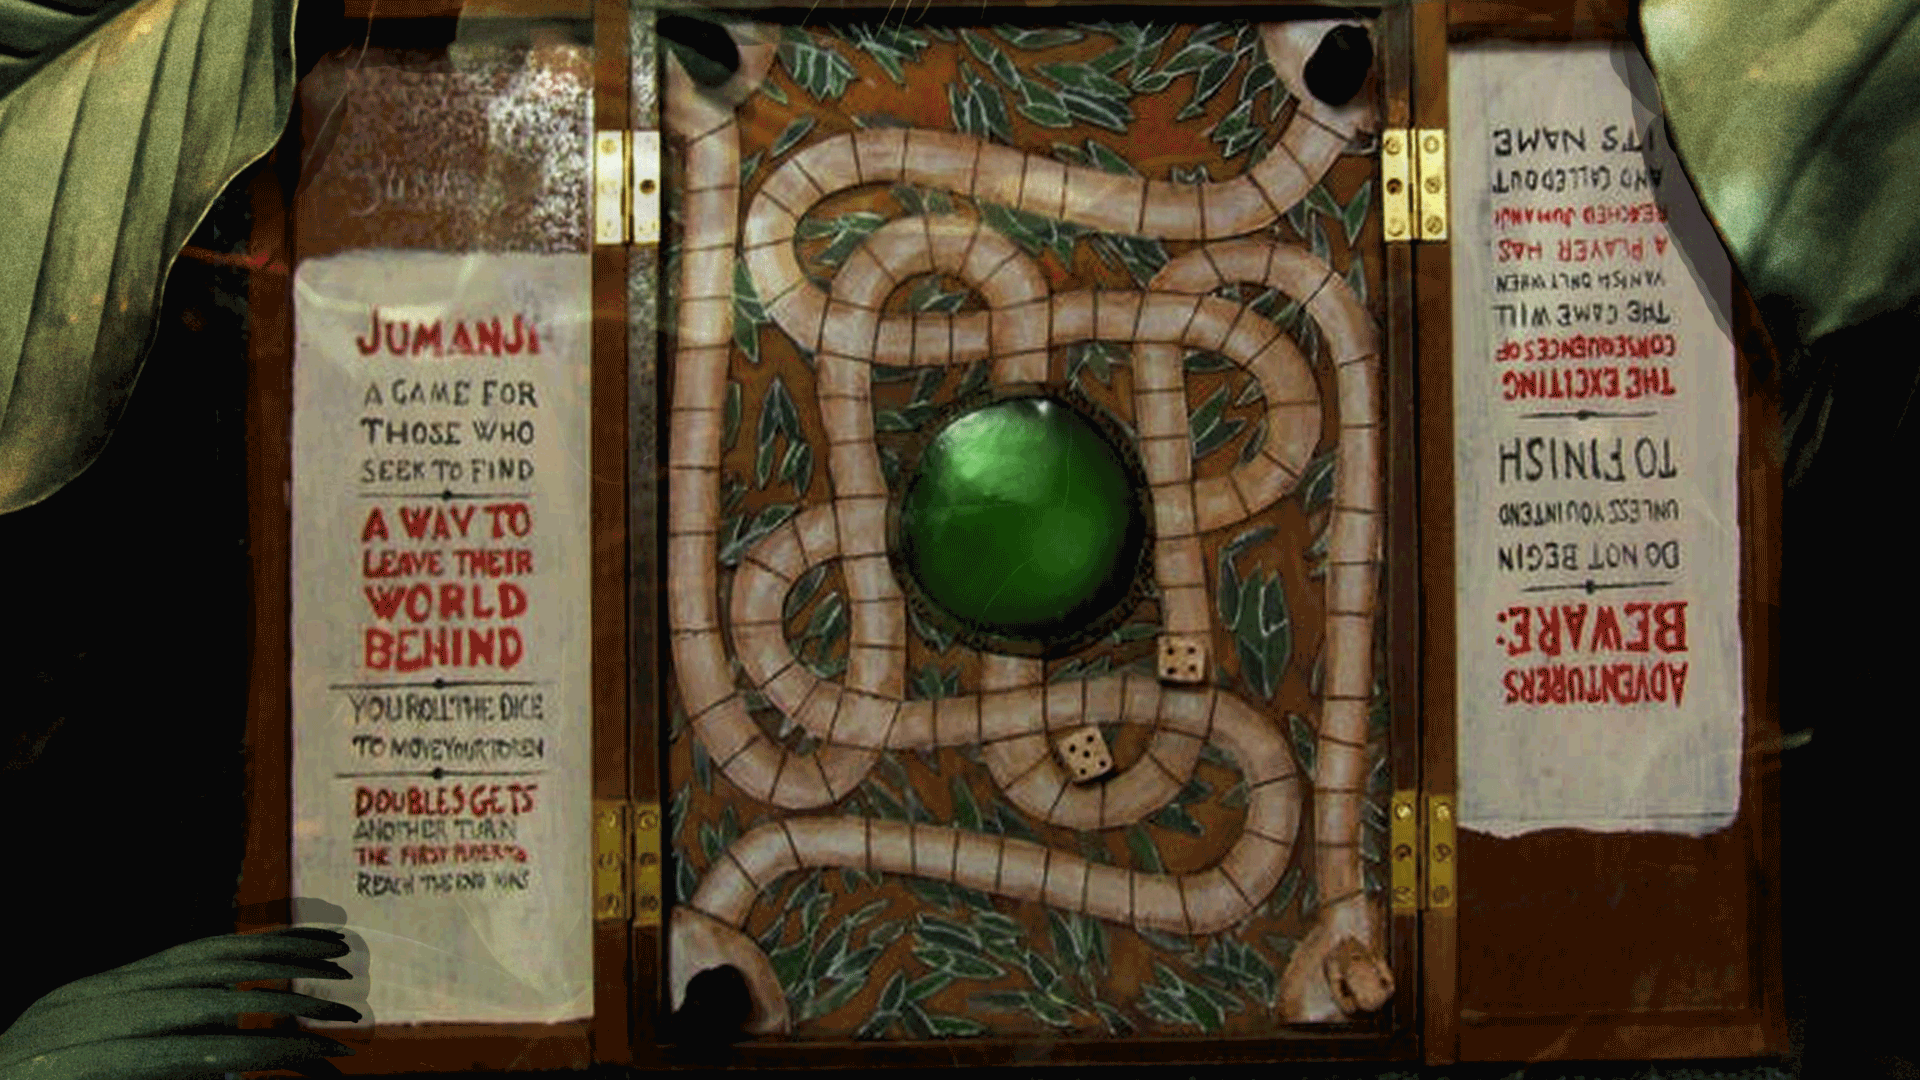 JUMANJI
A GAME FOR
THOSE WHO
SEEK TO FIND
A WAY TO
LEAVE THEIR
WORLD
BEHIND
YOU ROLL THE DICE
TO MOVE YOUR TOKEN
DOUBLES GETS
ANOTHER TURN
THE FIRST PLAYER TO
REACH THE END WINS
ADVENTURERS
BEWARE:
DO NOT BEGIN
UNLESS YOU INTEND
TO FINISH
THE EXCITING
CONSEQUENCES OF
THE GAME WILL
VANISH ONLY WHEN
A PLAYER HAS
REACHED JUMANJI
AND CALLED OUT
IT'S NAME